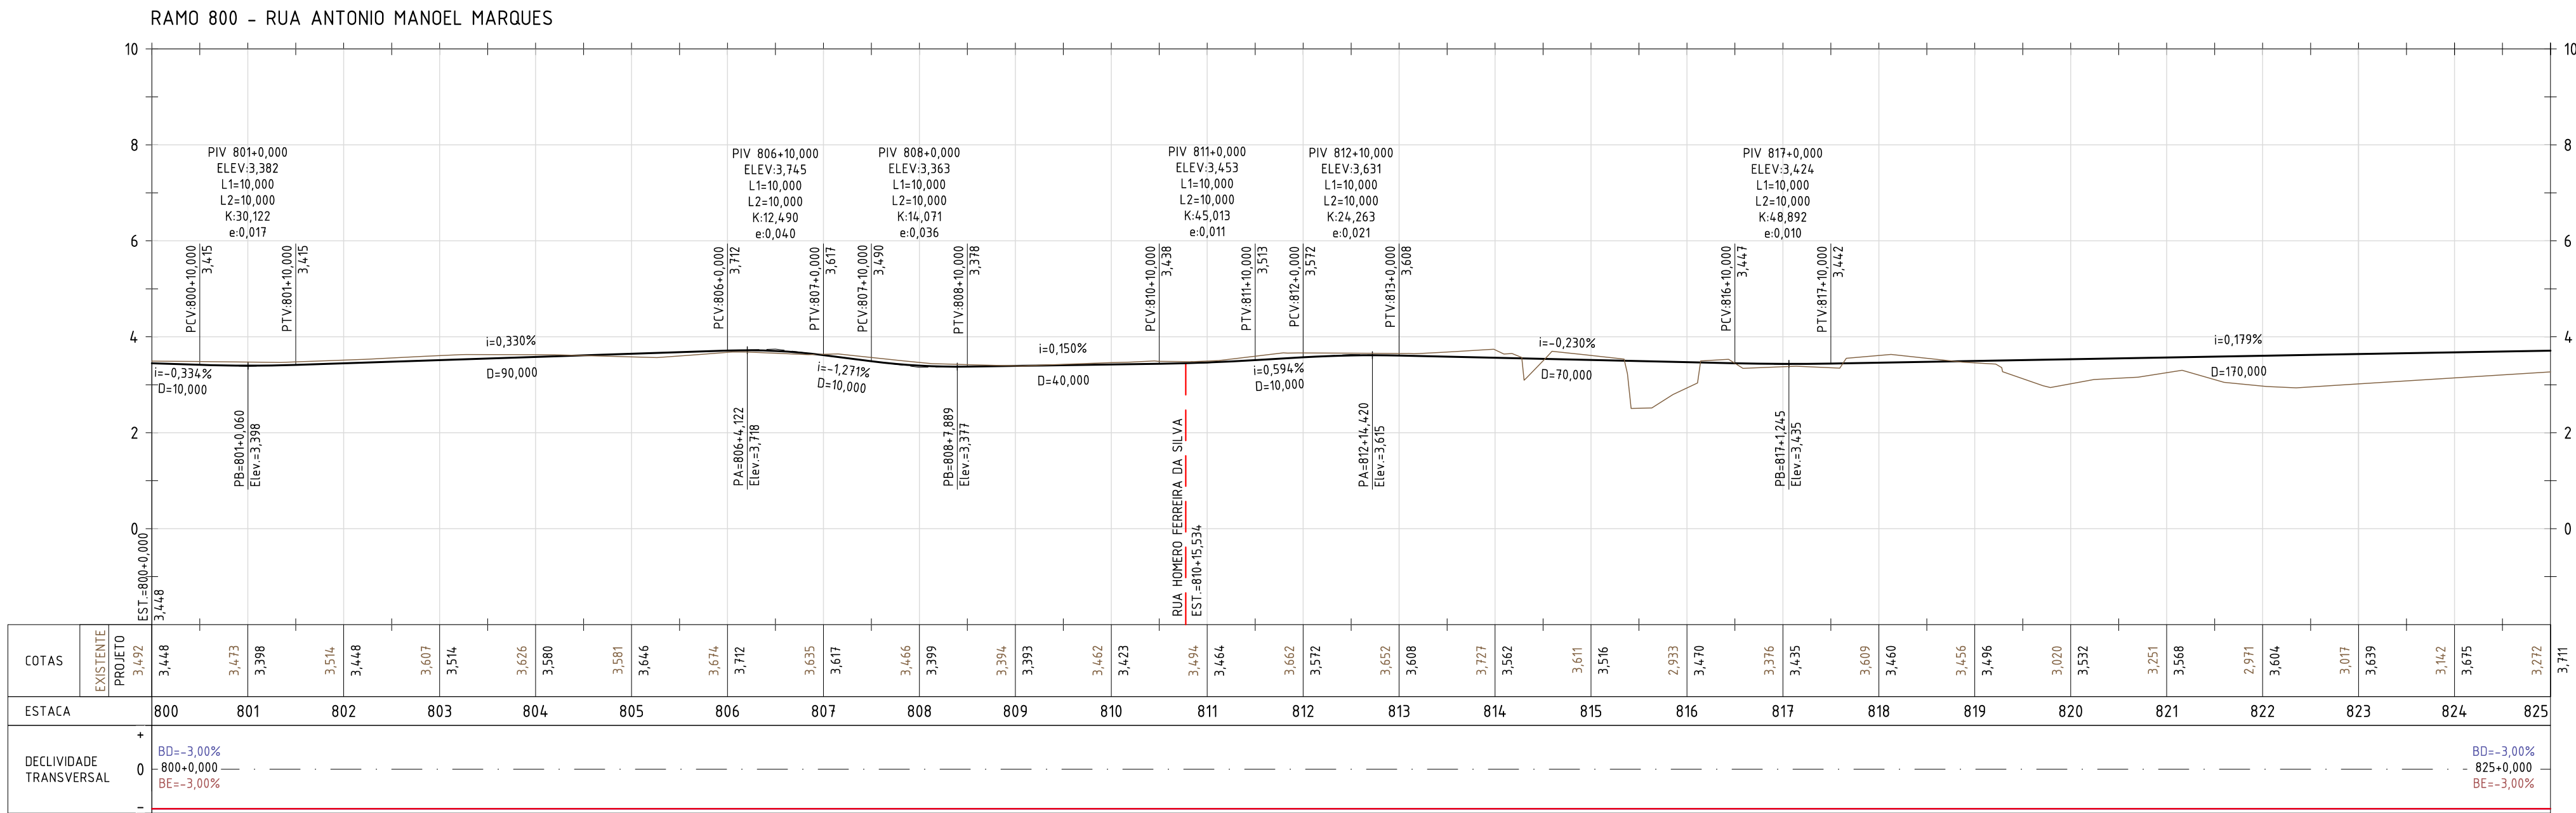 RAMO 800 - RUA ANTONIO MANOEL MARQUES
10
8
6
4
2
0
10
8
6
4
2
0
PIV 801+0,000
ELEV:3,382
L1=10,000
L2=10,000
K:30,122
e:0,017
PCV:800+10,000
3,415
PTV:801+10,000
3,415
PIV 806+10,000
ELEV:3,745
L1=10,000
L2=10,000
K:12,490
e:0,040
PCV:806+0,000
3,712
PTV:807+0,000
3,617
PIV 808+0,000
ELEV:3,363
L1=10,000
L2=10,000
K:14,071
e:0,036
PCV:807+10,000
3,490
PTV:808+10,000
3,378
PIV 811+0,000
ELEV:3,453
L1=10,000
L2=10,000
K:45,013
e:0,011
PCV:810+10,000
3,438
PTV:811+10,000
3,513
PIV 812+10,000
ELEV:3,631
L1=10,000
L2=10,000
K:24,263
e:0,021
PCV:812+0,000
3,572
PTV:813+0,000
3,608
PIV 817+0,000
ELEV:3,424
L1=10,000
L2=10,000
K:48,892
e:0,010
PCV:816+10,000
3,447
PTV:817+10,000
3,442
i=-0,334%
D=10,000
i=0,330%
D=90,000
i=-1,271%
D=10,000
i=0,150%
D=40,000
i=0,594%
D=10,000
i=-0,230%
D=70,000
i=0,179%
D=170,000
PB=801+0,060
Elev.=3,398
PA=806+4,122
Elev.=3,718
PB=808+7,889
Elev.=3,377
RUA HOMERO FERREIRA DA SILVA
EST.=810+15,534
PA=812+14,420
Elev.=3,615
PB=817+1,245
Elev.=3,435
EST.=800+0,000
3,448
COTAS
EXISTENTE
PROJETO
3,492 3,448
3,473 3,398
3,514 3,448
3,607 3,514
3,626 3,580
3,581 3,646
3,674 3,712
3,635 3,617
3,466 3,399
3,394 3,393
3,462 3,423
3,494 3,464
3,662 3,572
3,652 3,608
3,727 3,562
3,611 3,516
2,933 3,470
3,376 3,435
3,609 3,460
3,456 3,496
3,020 3,532
3,251 3,568
2,971 3,604
3,017 3,639
3,142 3,675
3,272 3,711
ESTACA 800 801 802 803 804 805 806 807 808 809 810 811 812 813 814 815 816 817 818 819 820 821 822 823 824 825
DECLIVIDADE
TRANSVERSAL
+
0
-
BD=-3,00%
800+0,000
BE=-3,00%
BD=-3,00%
825+0,000
BE=-3,00%